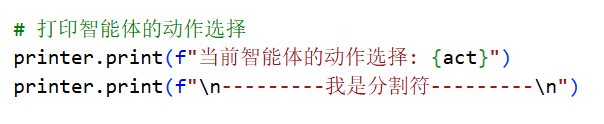 # 打印智能体的动作选择
printer.print(f"当前智能体的动作选择: {act}")
printer.print(f"\n---------我是分割符---------\n")